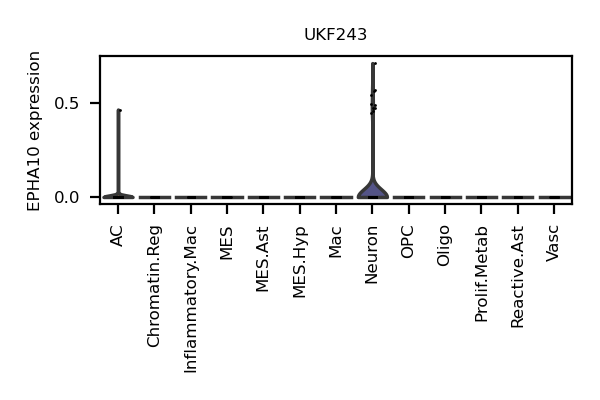 UKF243
EPHA10 expression
0.5
0.0
AC
Chromatin.Reg
Inflammatory.Mac
MES
MES.Ast
MES.Hyp
Mac
Neuron
OPC
Oligo
Prolif.Metab
Reactive.Ast
Vasc